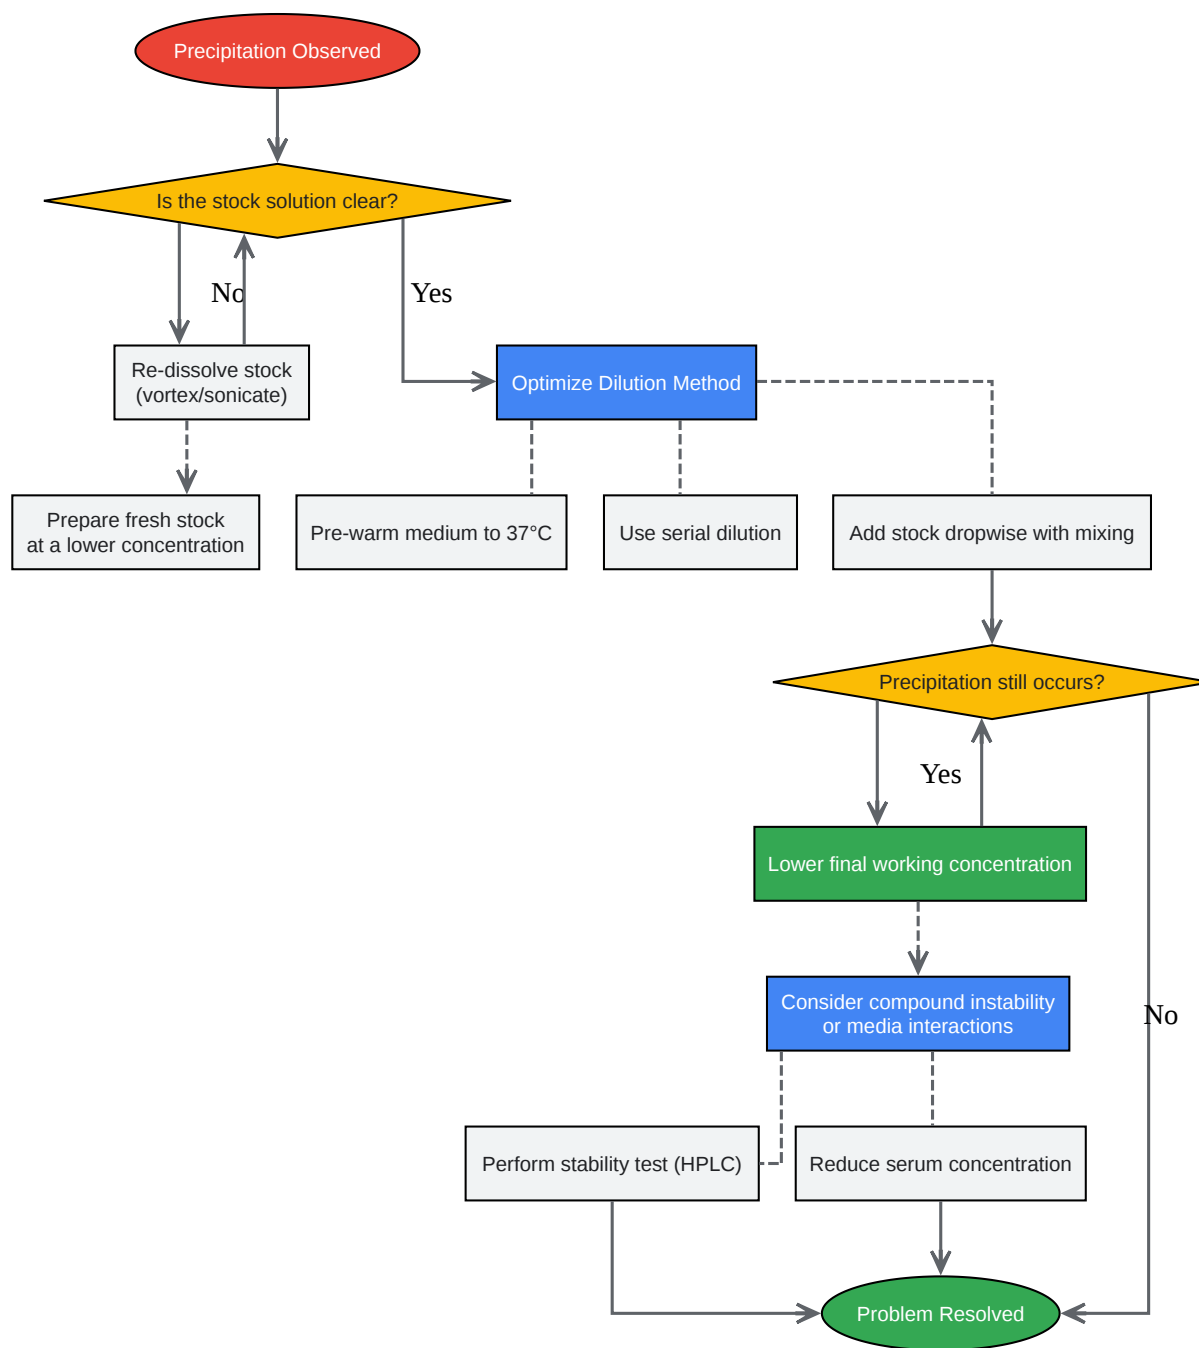 Precipitation Observed
Is the stock solution clear?
No
Yes
Re-dissolve stock
(vortex/sonicate)
Optimize Dilution Method
Prepare fresh stock
at a lower concentration
Pre-warm medium to 37°C
Use serial dilution
Add stock dropwise with mixing
Precipitation still occurs?
Yes
Lower final working concentration
Consider compound instability
or media interactions
No
Perform stability test (HPLC)
Reduce serum concentration
Problem Resolved